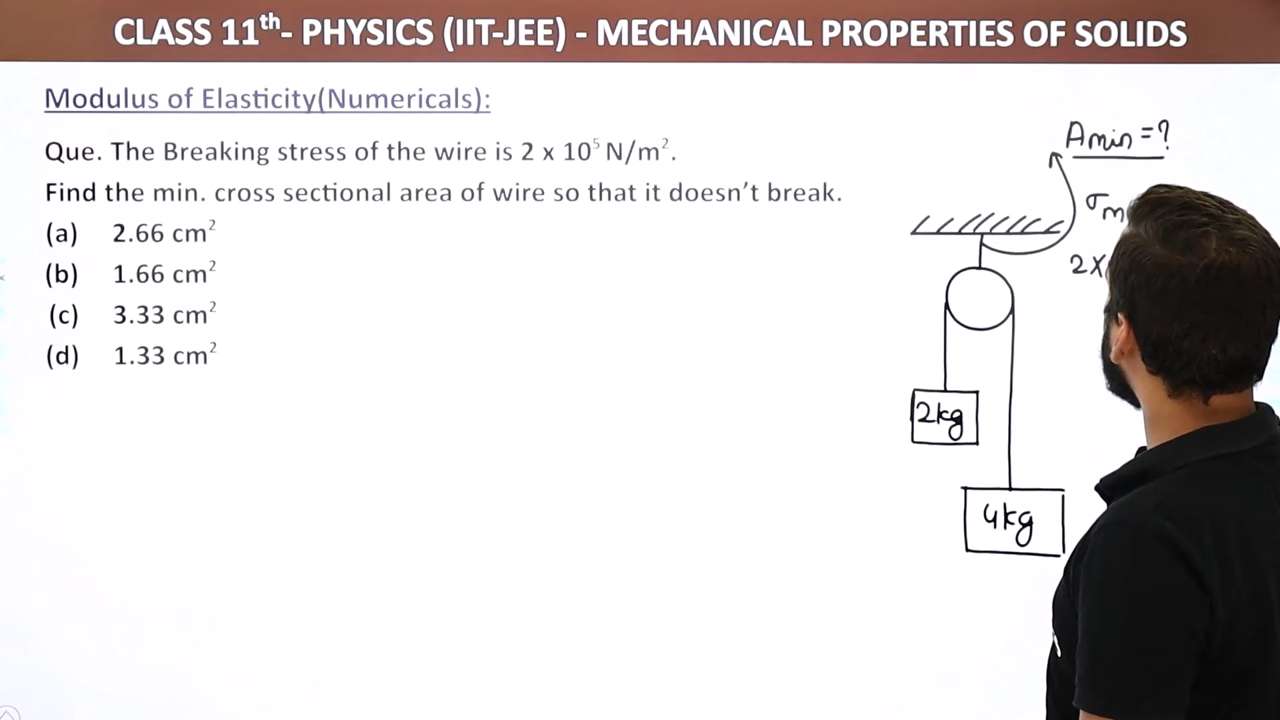 CLASS 11th- PHYSICS (IIT-JEE) - MECHANICAL PROPERTIES OF SOLIDS
Modulus of Elasticity(Numericals):
Que. The Breaking stress of the wire is 2 x 10⁵ N/m².
Find the min. cross sectional area of wire so that it doesn't break.
(a) 2.66 cm²
(b) 1.66 cm²
(c) 3.33 cm²
(d) 1.33 cm²
Amin = ?
σm
2X
2kg
4kg